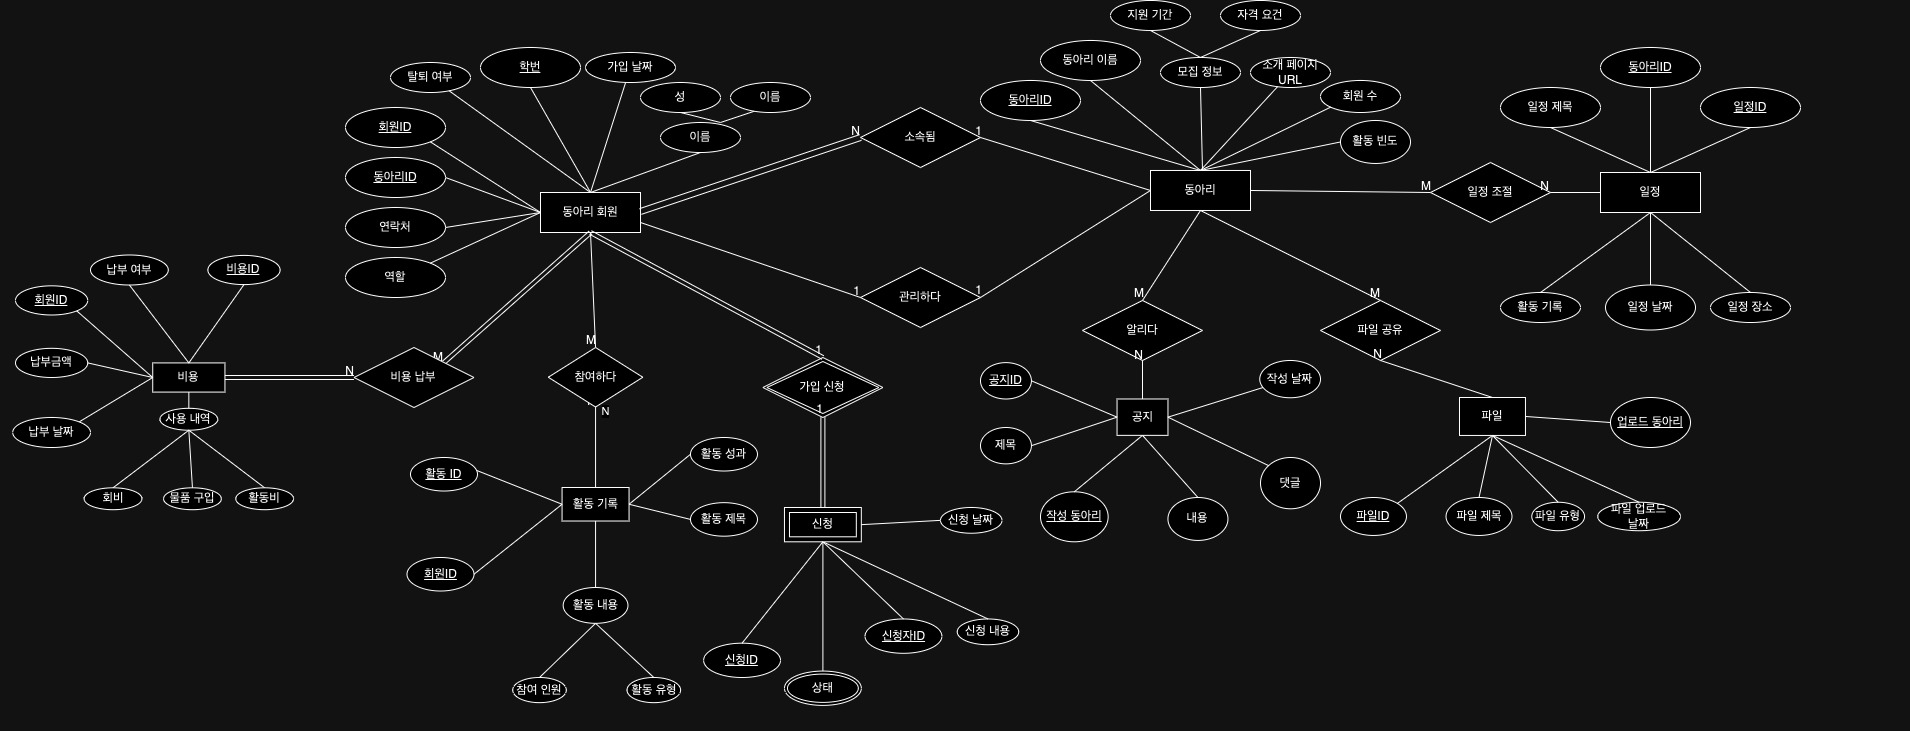 지원 기간
자격 요건
탈퇴 여부
학번
가입 날짜
성
이름
이름
회원ID
동아리ID
연락처
역할
동아리 회원
N
소속됨
1
동아리ID
동아리 이름
모집 정보
소개 페이지
URL
회원 수
활동 빈도
동아리
M
일정 조절
N
일정
일정 제목
동아리ID
일정ID
활동 기록
일정 날짜
일정 장소
1
관리하다
1
납부 여부
비용ID
회원ID
납부금액
납부 날짜
비용
사용 내역
회비
물품 구입
활동비
N
비용 납부
M
M
참여하다
N
1
가입 신청
1
M
알리다
N
M
파일 공유
N
활동 ID
회원ID
활동 기록
활동 성과
활동 제목
활동 내용
참여 인원
활동 유형
신청
신청 날짜
신청ID
상태
신청자ID
신청 내용
공지ID
제목
공지
작성 날짜
댓글
작성 동아리
내용
파일
업로드 동아리
파일ID
파일 제목
파일 유형
파일 업로드
날짜